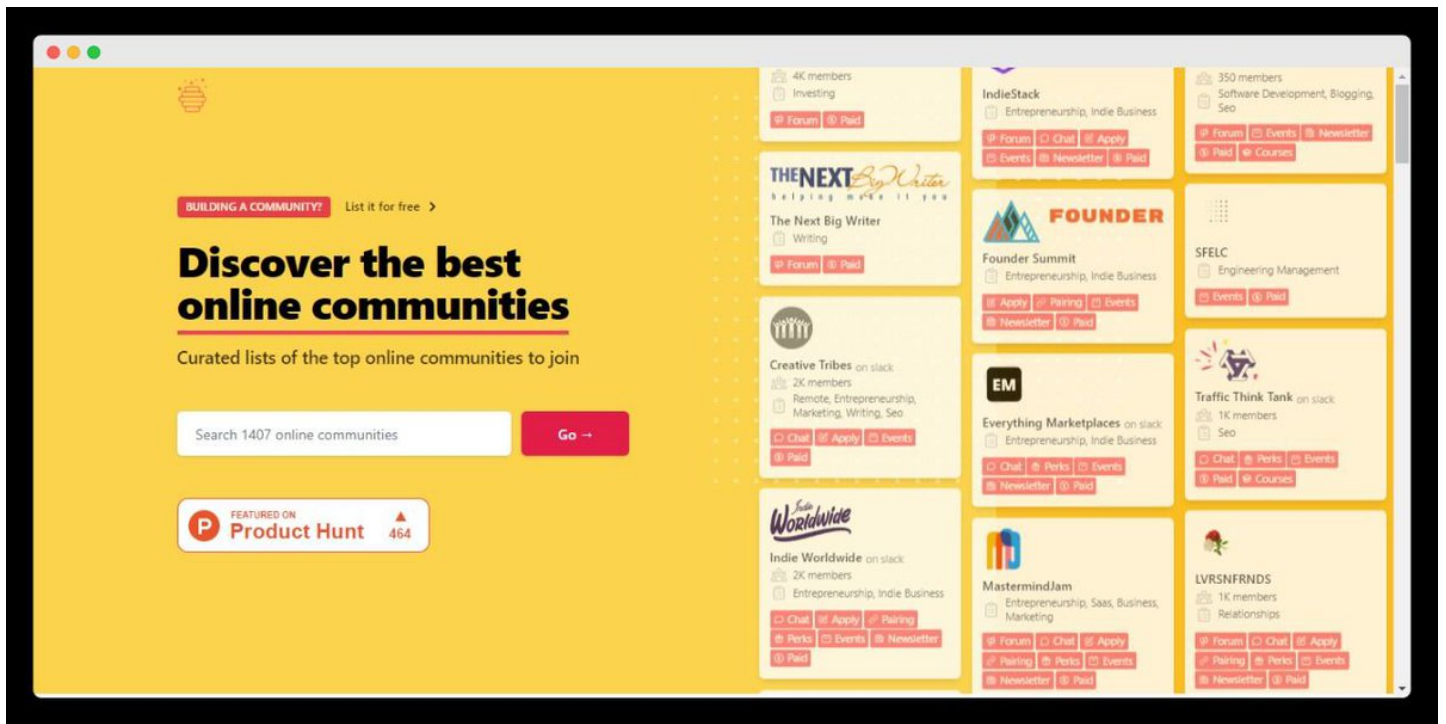 BUILDING A COMMUNITY? List it for free
Discover the best
online communities
Curated lists of the top online communities to join
Search 1407 online communities
Go →
FEATURED ON
Product Hunt
464
4K members
Investing
Forum Paid
THE NEXT Big Writer
helping make it you
The Next Big Writer
Writing
Forum Paid
Creative Tribes on slack
2K members
Remote, Entrepreneurship,
Marketing, Writing, Seo
Chat Apply Events
Paid
Indie
Worldwide
Indie Worldwide on slack
2K members
Entrepreneurship, Indie Business
Chat Apply Pairing
Perks Events Newsletter
Paid
IndieStack
Entrepreneurship, Indie Business
Forum Chat Apply
Events Newsletter Paid
FOUNDER
Founder Summit
Entrepreneurship, Indie Business
Apply Pairing Events
Newsletter Paid
EM
Everything Marketplaces on slack
Entrepreneurship, Indie Business
Chat Perks Events
Newsletter Paid
MastermindJam
Entrepreneurship, Saas, Business,
Marketing
Forum Chat Apply
Pairing Perks Events
Newsletter Paid
350 members
Software Development, Blogging,
Seo
Forum Events Newsletter
Paid Courses
SFELC
Engineering Management
Events Paid
Traffic Think Tank on slack
1K members
Seo
Chat Perks Events
Paid Courses
LVRSNFRNDS
1K members
Relationships
Forum Chat Apply
Pairing Perks Events
Newsletter Paid